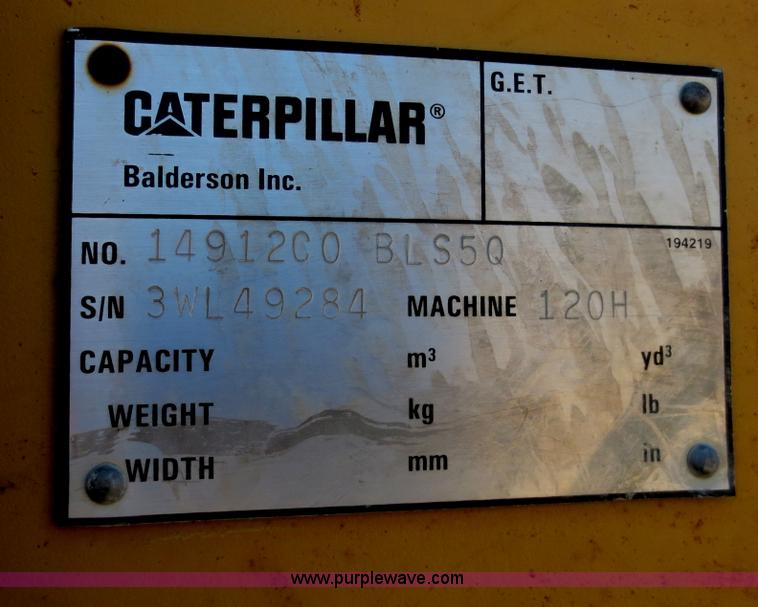 CATERPILLAR®
Balderson Inc.
G.E.T.
NO. 14912CO BLS5Q
194219
S/N 3WL49284 MACHINE 120H
CAPACITY m³ yd³
WEIGHT kg lb
WIDTH mm in
www.purplewave.com